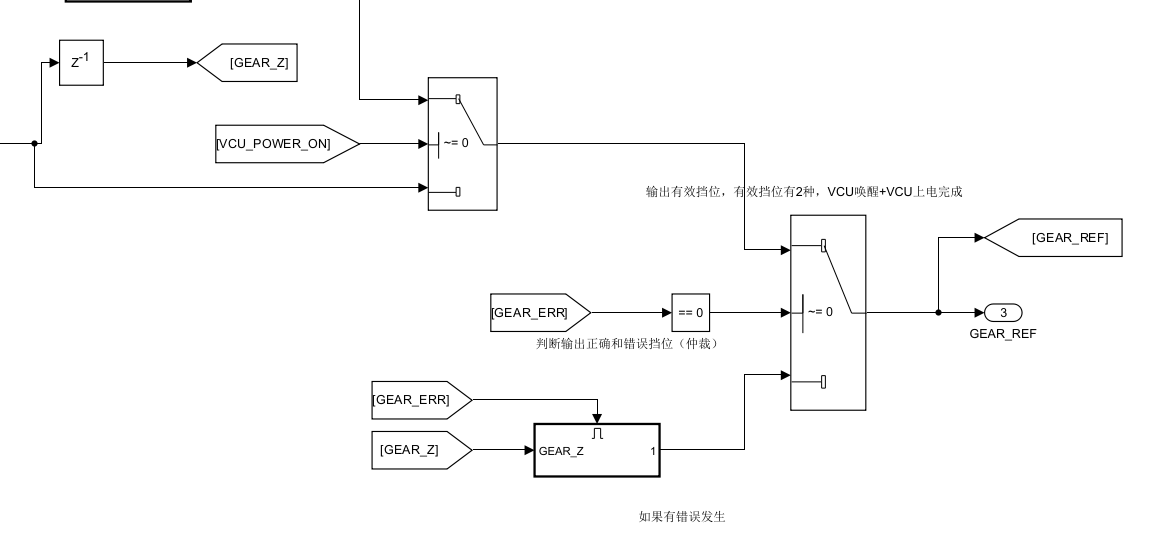 Z-1
[GEAR_Z]
[VCU_POWER_ON]
~= 0
输出有效挡位，有效挡位有2种，VCU唤醒+VCU上电完成
[GEAR_REF]
[GEAR_ERR]
== 0
~= 0
3
GEAR_REF
判断输出正确和错误挡位（仲裁）
[GEAR_ERR]
[GEAR_Z]
GEAR_Z
1
如果有错误发生